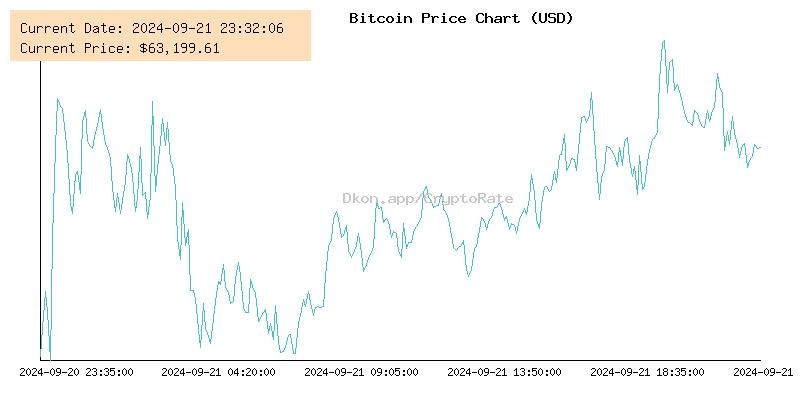 Bitcoin Price Chart (USD)
Current Date: 2024-09-21 23:32:06
Current Price: $63,199.61
Dkon.app/CryptoRate
2024-09-20 23:35:00 2024-09-21 04:20:00 2024-09-21 09:05:00 2024-09-21 13:50:00 2024-09-21 18:35:00 2024-09-21